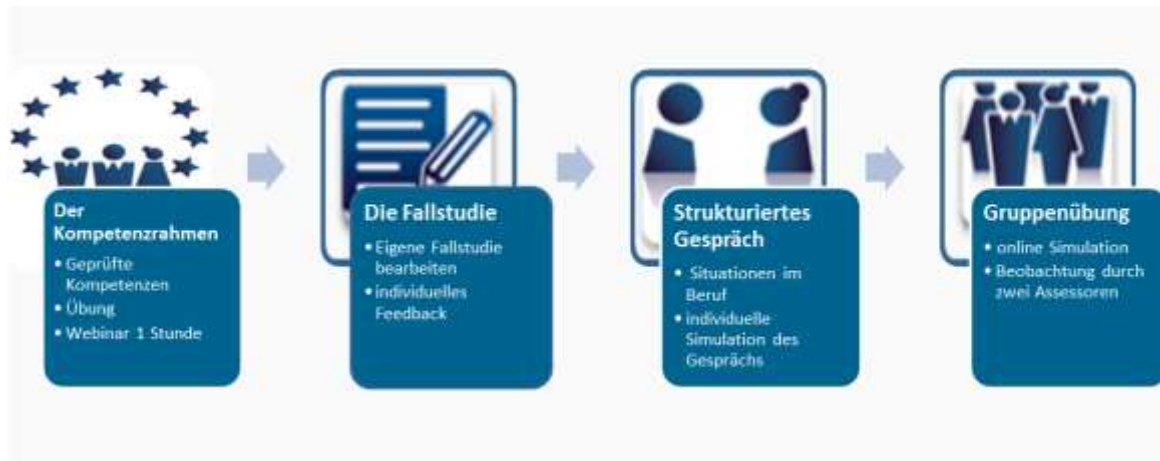 Der
Kompetenzrahmen
• Geprüfte
Kompetenzen
• Übung
• Webinar 1 Stunde
Die Fallstudie
• Eigene Fallstudie
bearbeiten
• individuelles
Feedback
Strukturiertes
Gespräch
• Situationen im
Beruf
• individuelle
Simulation des
Gesprächs
Gruppenübung
• online Simulation
• Beobachtung durch
zwei Assessoren